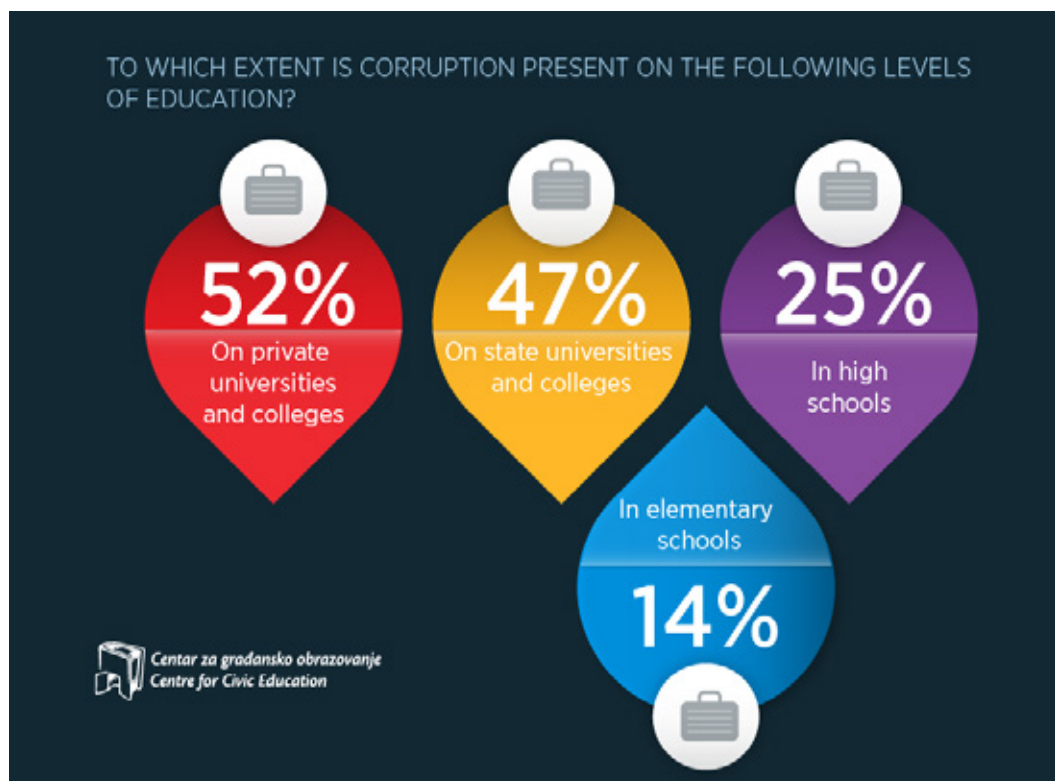 TO WHICH EXTENT IS CORRUPTION PRESENT ON THE FOLLOWING LEVELS
OF EDUCATION?
52%
On private
universities
and colleges
47%
On state universities
and colleges
25%
In high
schools
In elementary
schools
14%
Centar za građansko obrazovanje
Centre for Civic Education